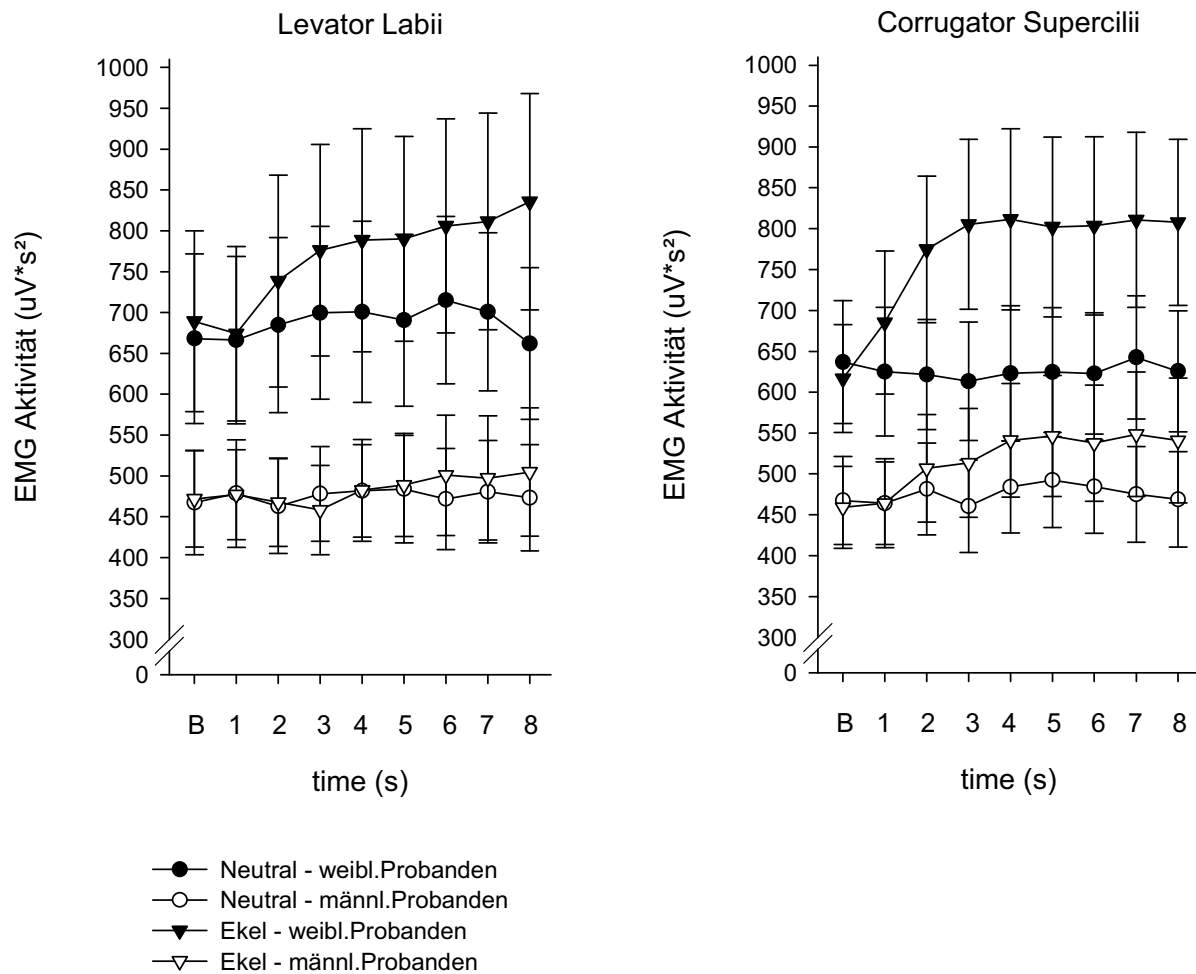 Levator Labii
EMG Aktivität (uV*s²)
1000
950
900
850
800
750
700
650
600
550
500
450
400
350
300
0
B 1 2 3 4 5 6 7 8
time (s)
Corrugator Supercilii
EMG Aktivität (uV*s²)
1000
950
900
850
800
750
700
650
600
550
500
450
400
350
300
0
B 1 2 3 4 5 6 7 8
time (s)
Neutral - weibl.Probanden
Neutral - männl.Probanden
Ekel - weibl.Probanden
Ekel - männl.Probanden